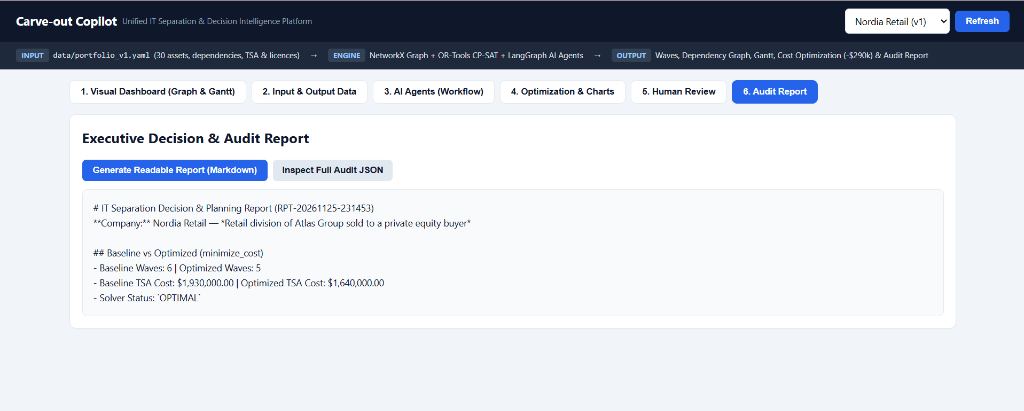 Carve-out Copilot Unified IT Separation & Decision Intelligence Platform Nordia Retail (v1) Refresh
INPUT data/portfolio_v1.yaml (30 assets, dependencies, TSA & licences) → ENGINE NetworkX Graph + OR-Tools CP-SAT + LangGraph AI Agents → OUTPUT Waves, Dependency Graph, Gantt, Cost Optimization (-$290k) & Audit Report
1. Visual Dashboard (Graph & Gantt) 2. Input & Output Data 3. AI Agents (Workflow) 4. Optimization & Charts 5. Human Review 6. Audit Report
Executive Decision & Audit Report
Generate Readable Report (Markdown) Inspect Full Audit JSON
# IT Separation Decision & Planning Report (RPT-20261125-231453)
**Company:** Nordia Retail — *Retail division of Atlas Group sold to a private equity buyer*
## Baseline vs Optimized (minimize_cost)
- Baseline Waves: 6 | Optimized Waves: 5
- Baseline TSA Cost: $1,930,000.00 | Optimized TSA Cost: $1,640,000.00
- Solver Status: `OPTIMAL`